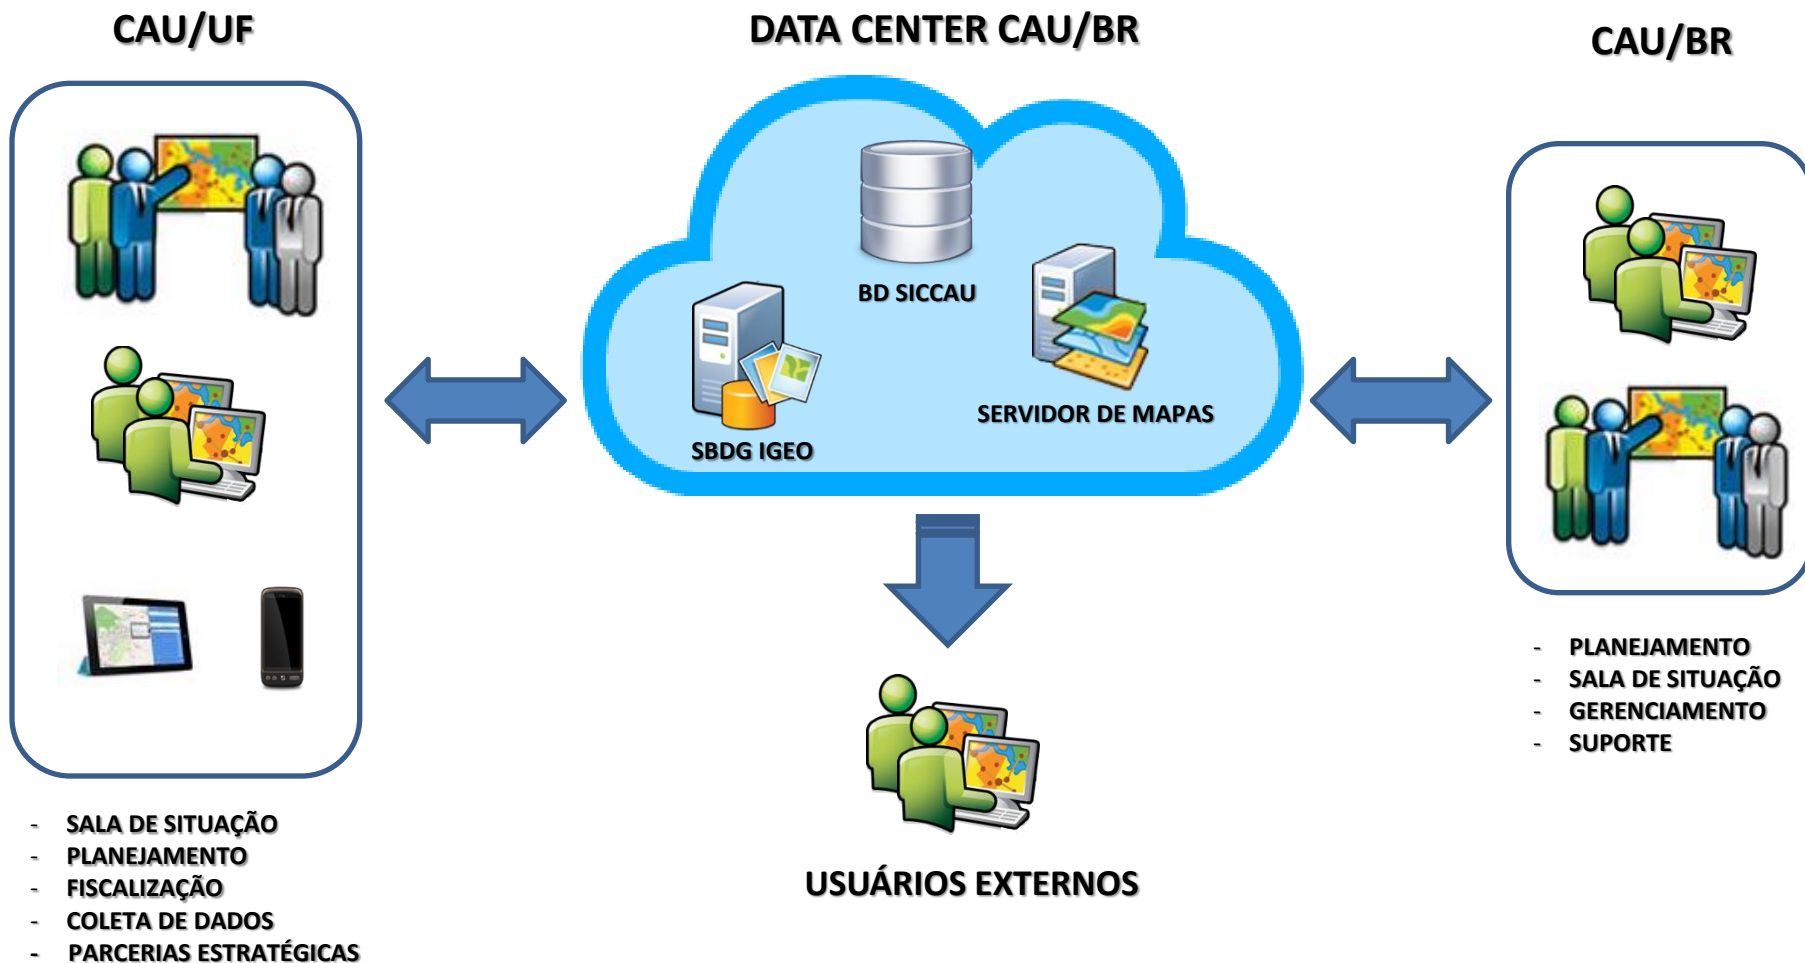 CAU/UF
DATA CENTER CAU/BR
CAU/BR
BD SICCAU
SERVIDOR DE MAPAS
SBDG IGEO
- PLANEJAMENTO
- SALA DE SITUAÇÃO
- GERENCIAMENTO
- SUPORTE
- SALA DE SITUAÇÃO
- PLANEJAMENTO
- FISCALIZAÇÃO
- COLETA DE DADOS
- PARCERIAS ESTRATÉGICAS
USUÁRIOS EXTERNOS